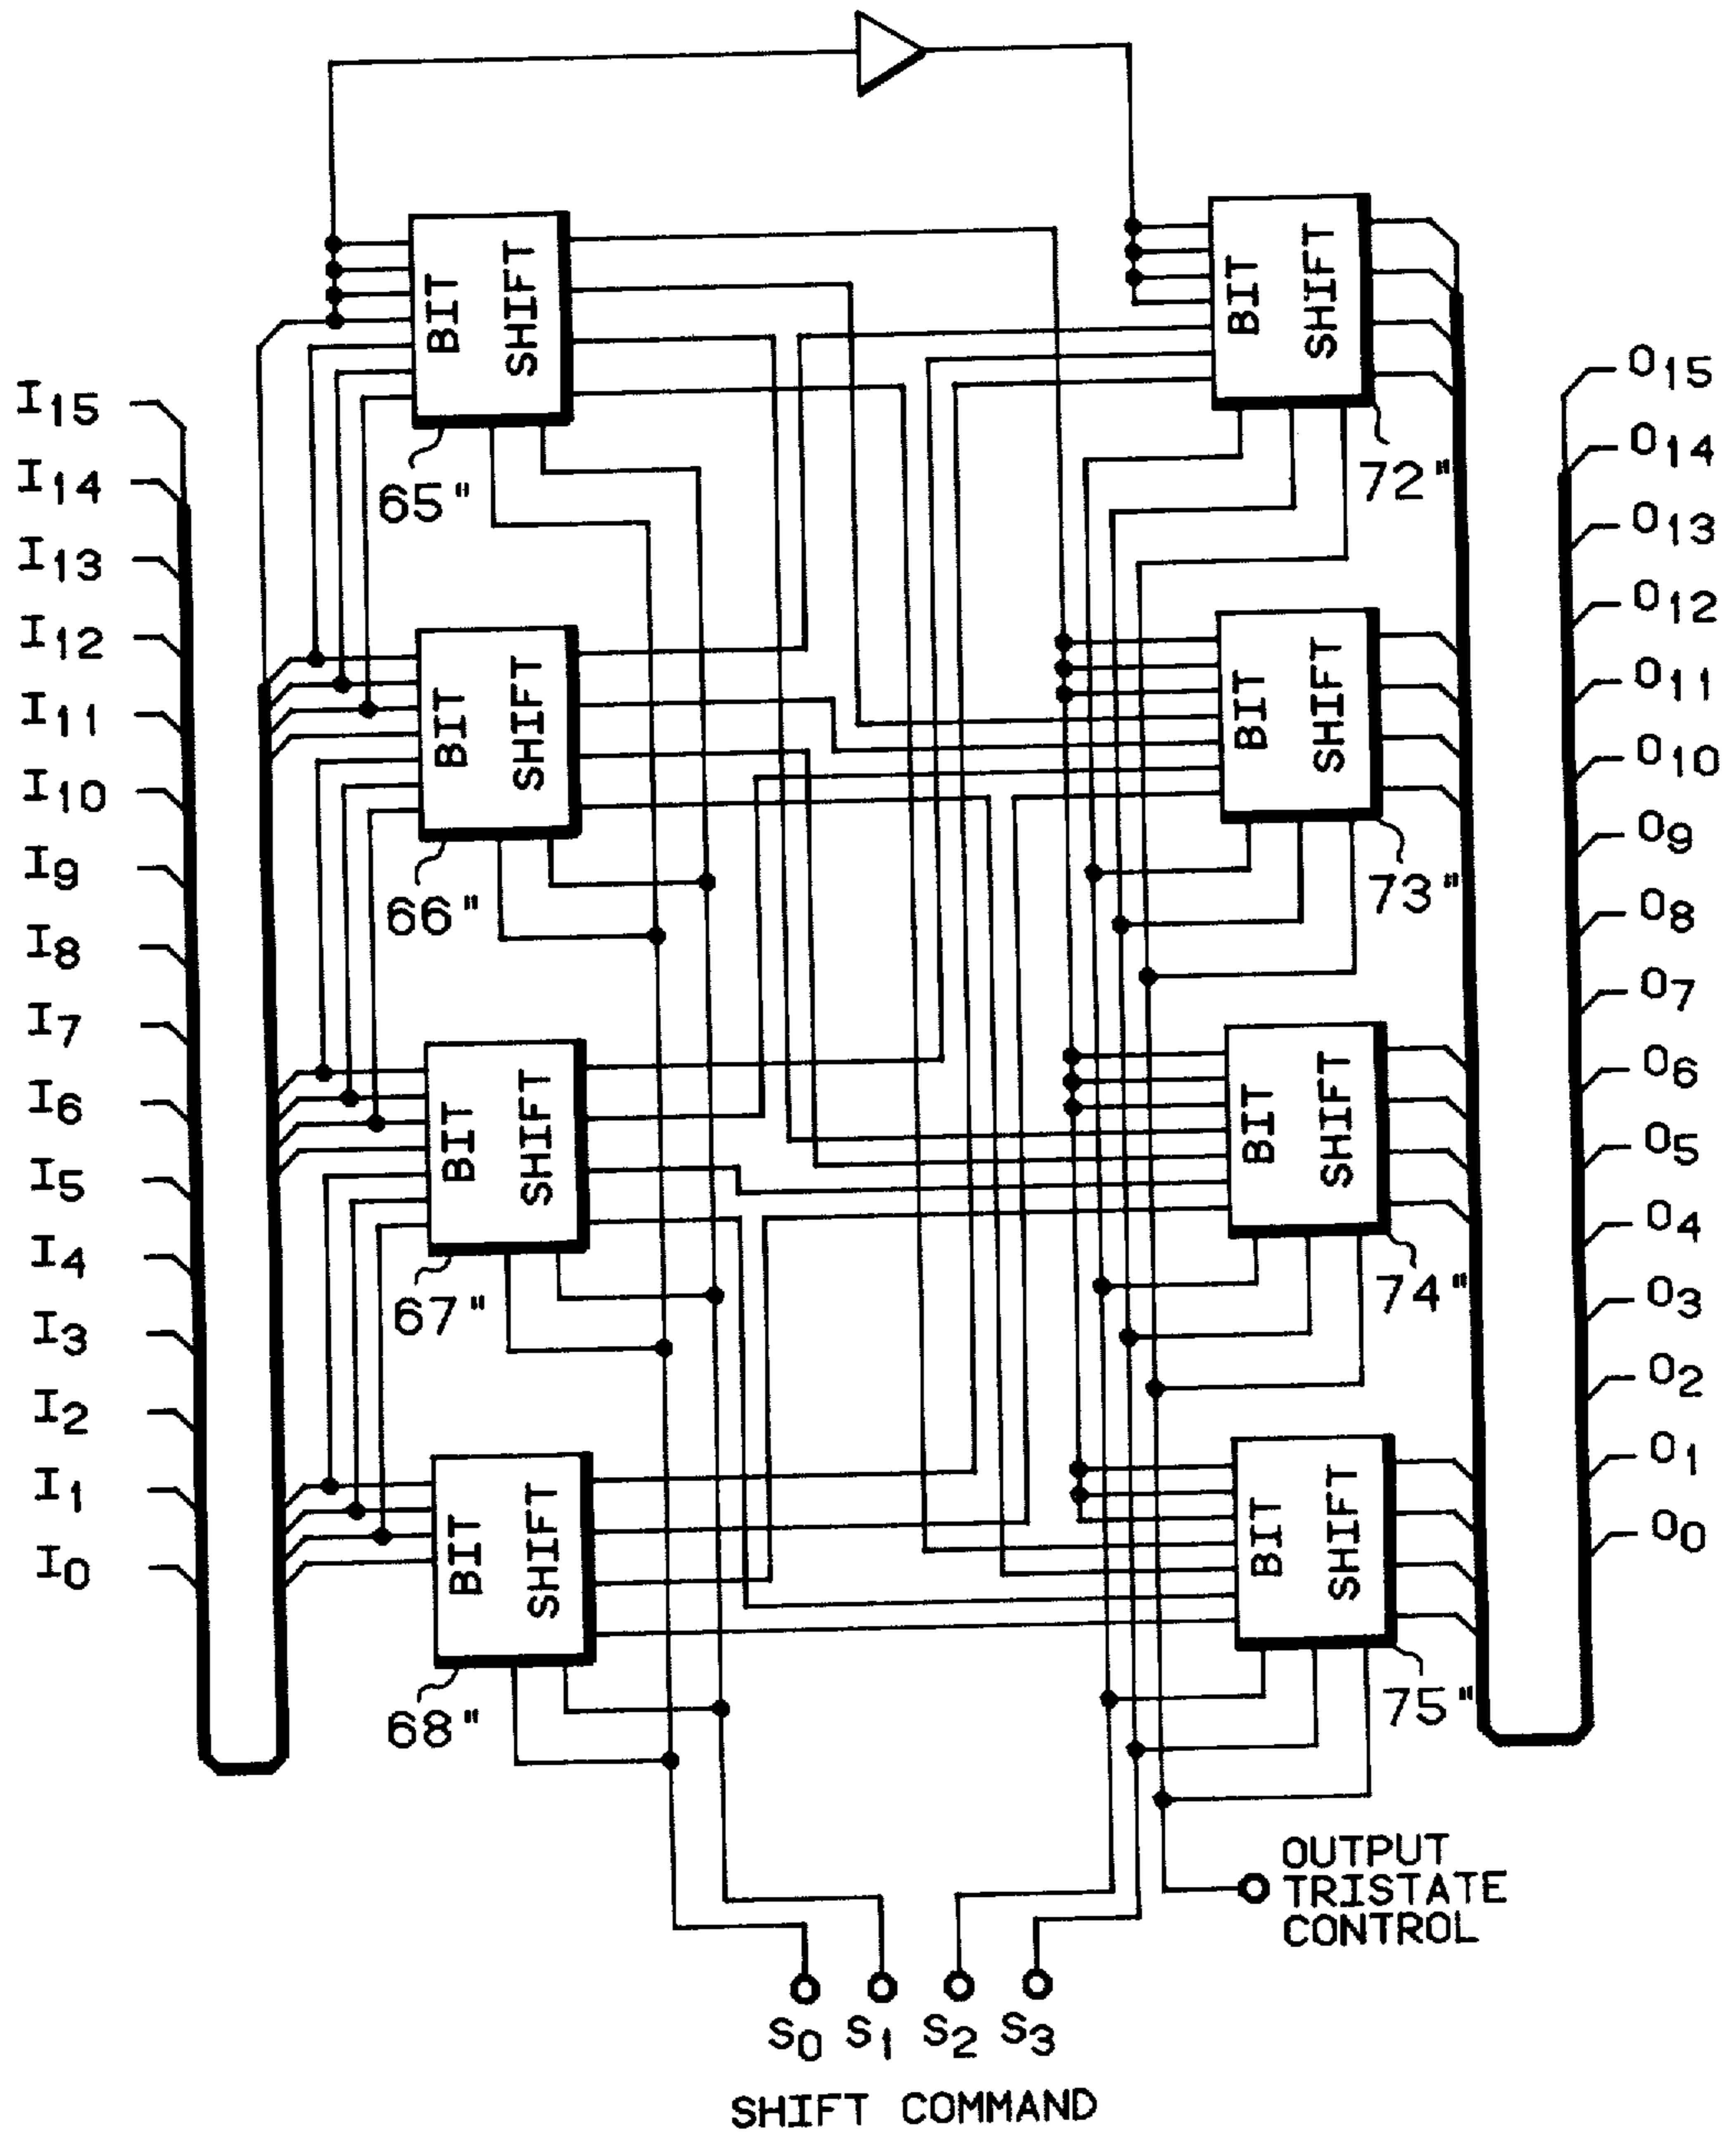 I15
I14
I13
I12
I11
I10
I9
I8
I7
I6
I5
I4
I3
I2
I1
I0
BIT SHIFT
65"
BIT SHIFT
66"
BIT SHIFT
67"
BIT SHIFT
68"
BIT SHIFT
72"
BIT SHIFT
73"
BIT SHIFT
74"
BIT SHIFT
75"
O15
O14
O13
O12
O11
O10
O9
O8
O7
O6
O5
O4
O3
O2
O1
O0
OUTPUT
TRISTATE
CONTROL
S0 S1 S2 S3
SHIFT COMMAND